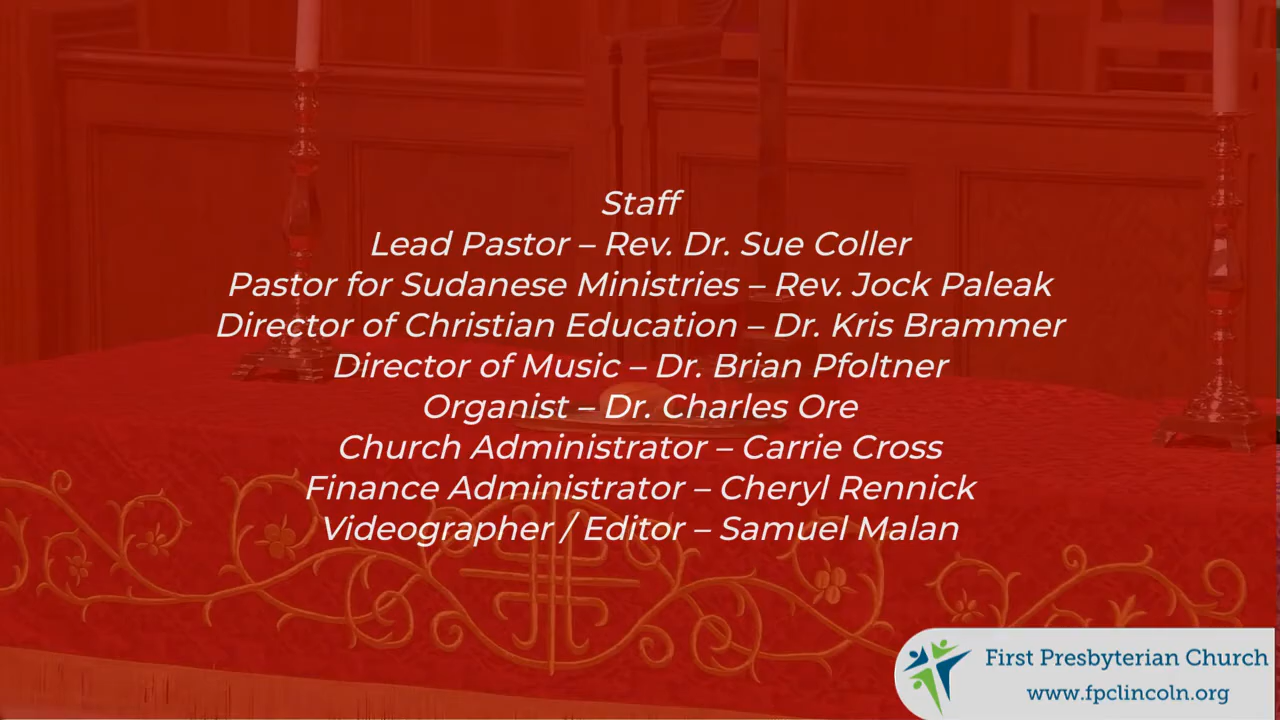 Staff
Lead Pastor – Rev. Dr. Sue Coller
Pastor for Sudanese Ministries – Rev. Jock Paleak
Director of Christian Education – Dr. Kris Brammer
Director of Music – Dr. Brian Pfoltner
Organist – Dr. Charles Ore
Church Administrator – Carrie Cross
Finance Administrator – Cheryl Rennick
Videographer / Editor – Samuel Malan
First Presbyterian Church
www.fpclincoln.org